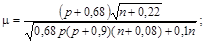 μ = (p+0,68)√(n+0,22) / √(0,68 p(p+0,9)(n+0,08)+0,1n) ;